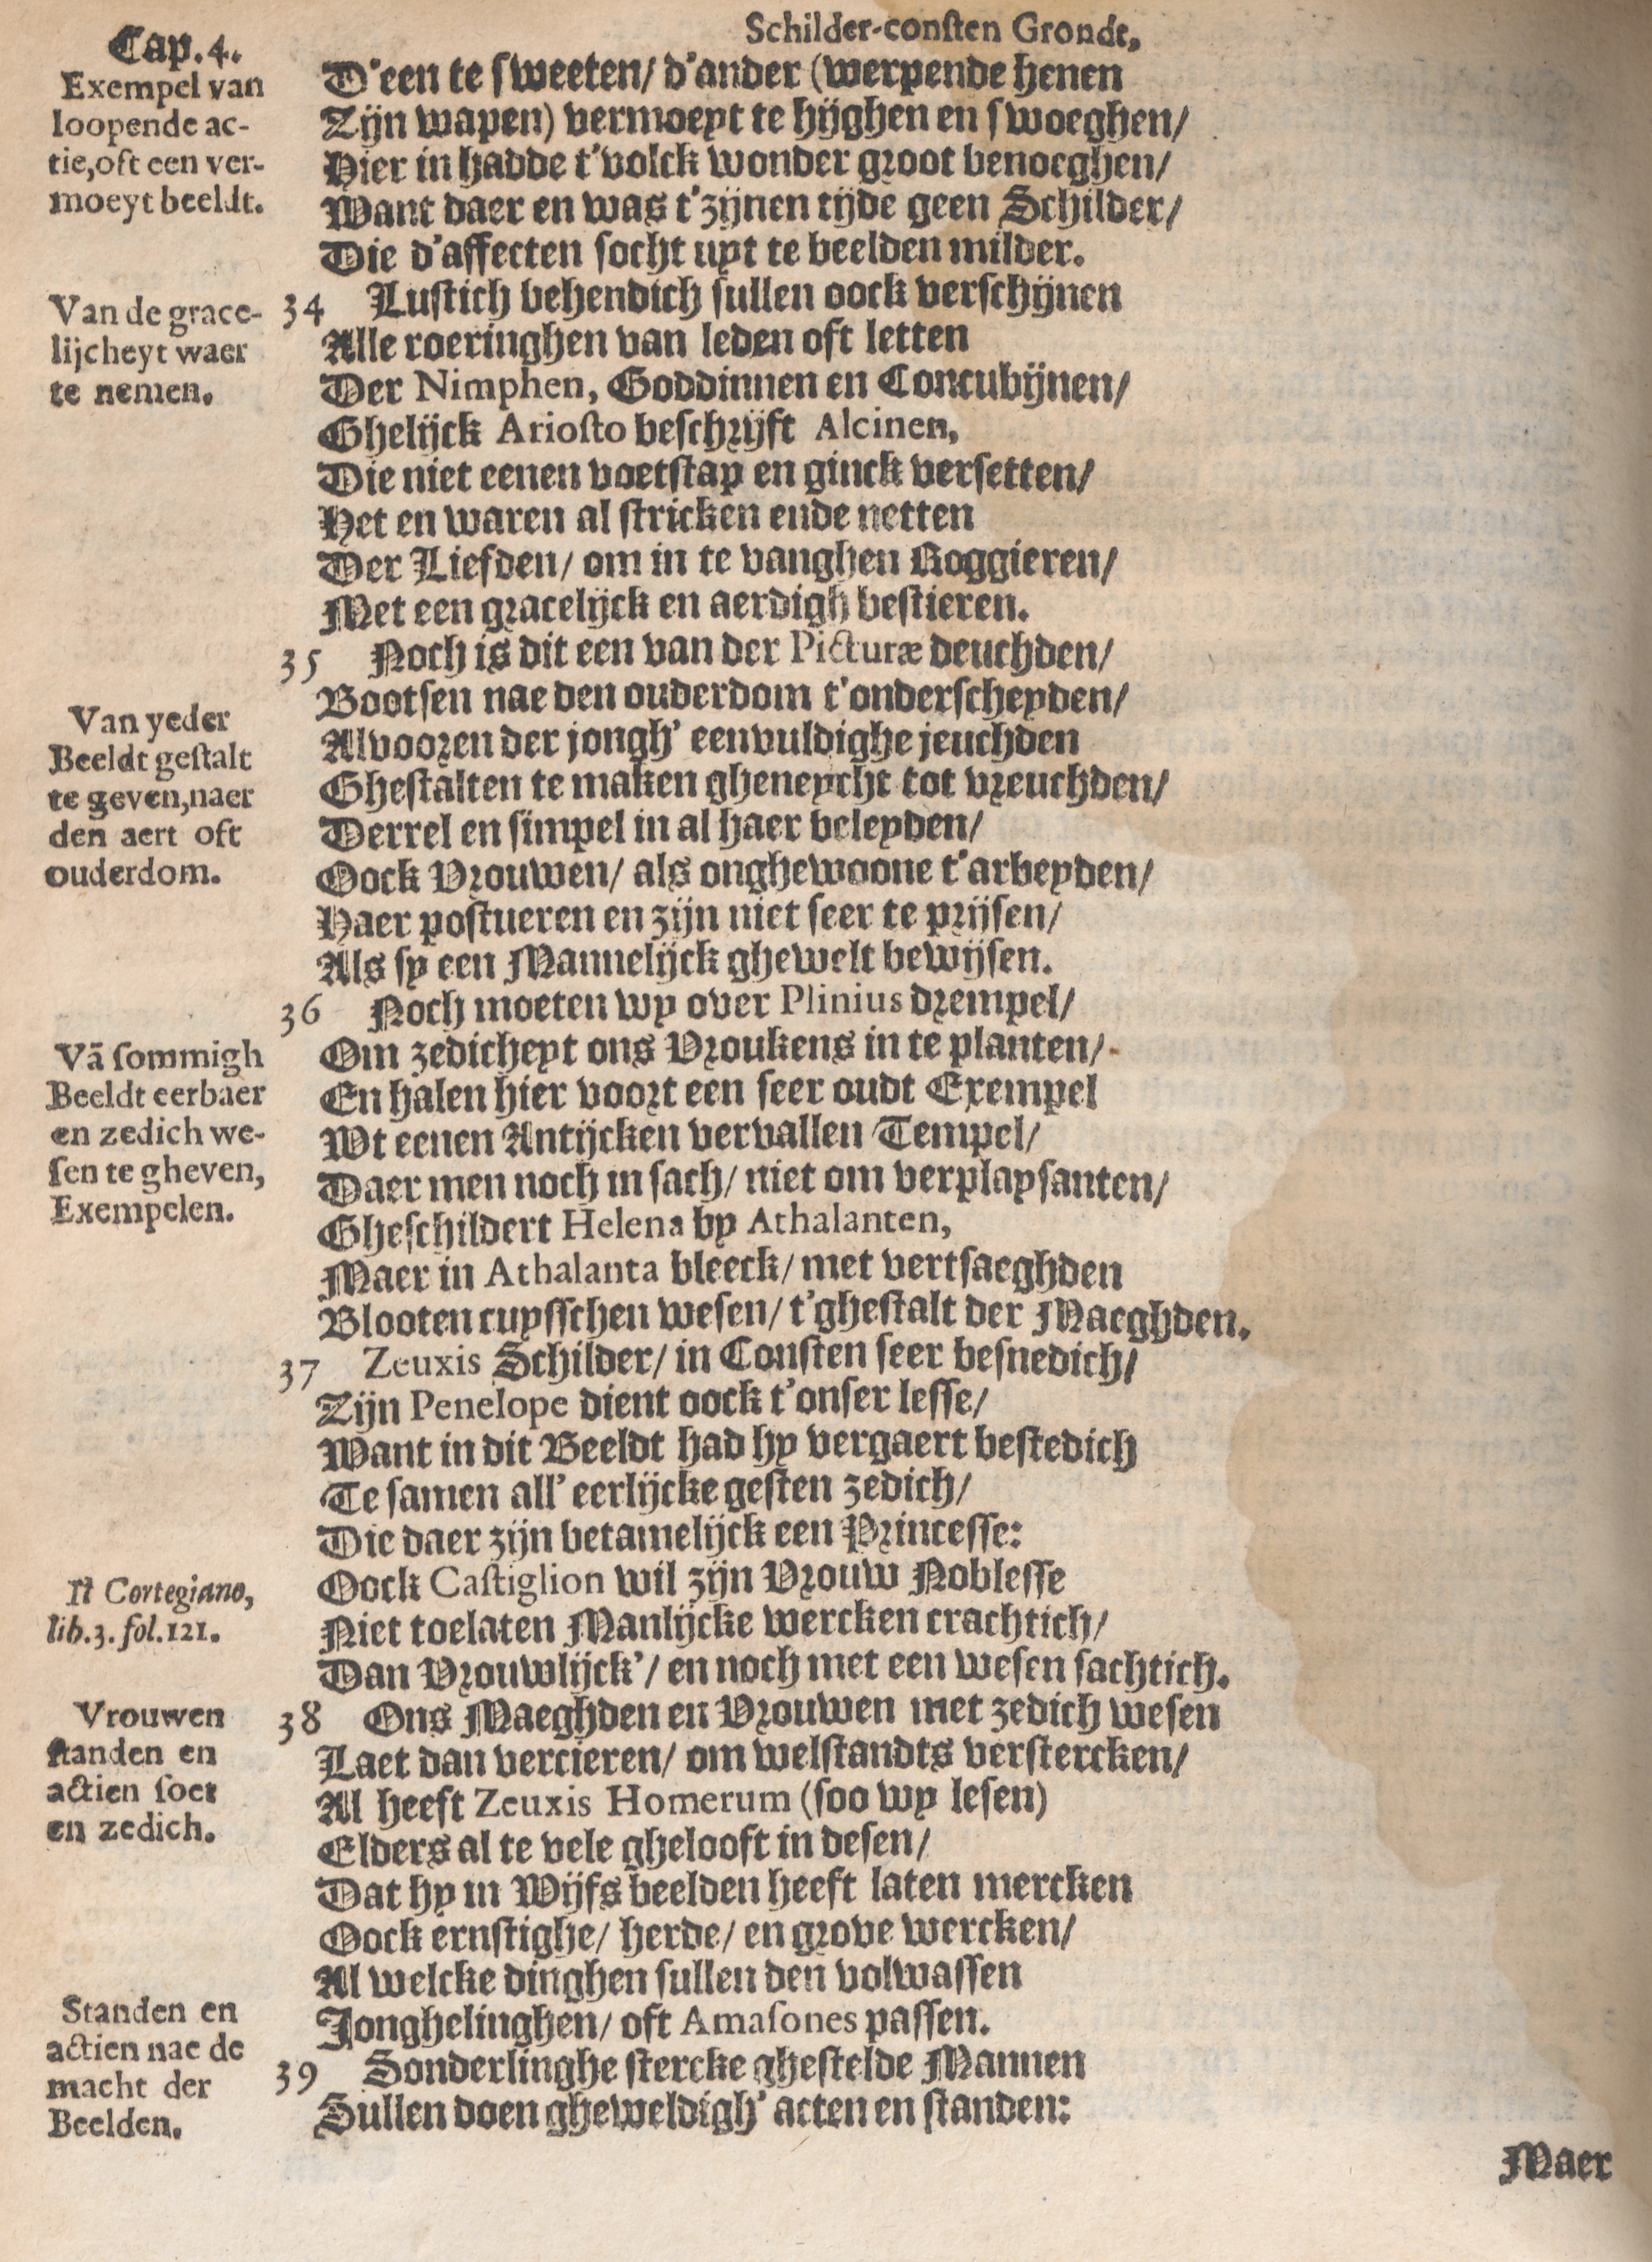 Schilder-consten Grondt,
Cap. 4.
Exempel van
loopende ac-
tie, oft een ver-
moeyt beeldt.
D'een te sweeten/ d'ander (werpende henen
Zijn wapen) vermoeyt te hijghen en swoeghen/
Hier in hadde t'volck wonder groot benoeghen/
Want daer en was t'zijnen tijde geen Schilder/
Die d'affecten socht uyt te beelden milder.
Van de grace-
lijcheyt waer
te nemen.
34 Lustich behendich sullen oock verschijnen
Alle roeringhen van leden oft letten
Der Nimphen, Goddinnen en Concubijnen/
Ghelijck Ariosto beschrijft Alcinen,
Die niet eenen voetstap en ginck versetten/
Het en waren al stricken ende netten
Der Liefden/ om in te vanghen Roggieren/
Met een gracelijck en aerdigh bestieren.
35 Noch is dit een van der Picturæ deuchden/
Bootsen nae den ouderdom t'onderscheyden/
Van yeder
Beeldt gestalt
te geven, naer
den aert oft
ouderdom.
Alvooren der jongh' eenvuldighe jeuchden
Ghestalten te maken gheneycht tot vreuchden/
Derrel en simpel in al haer beleyden/
Oock Vrouwen/ als onghewoone t'arbeyden/
Haer postueren en zijn niet seer te prijsen/
Als sy een Mannelijck ghewelt bewijsen.
36 Noch moeten wy over Plinius drempel/
Vā sommigh
Beeldt eerbaer
en zedich we-
sen te gheven,
Exempelen.
Om zedicheyt ons Vroukens in te planten/
En halen hier voort een seer oudt Exempel
Wt eenen Antijcken vervallen Tempel/
Daer men noch in sach/ niet om verplaysanten/
Gheschildert Helena by Athalanten,
Maer in Athalanta bleeck/ met vertsaeghden
Blooten cuysschen wesen/ t'ghestalt der Maeghden.
37 Zeuxis Schilder/ in Consten seer besnedich/
Zijn Penelope dient oock t'onser lesse/
Want in dit Beeldt had hy vergaert bestedich
Te samen all' eerlijcke gesten zedich/
Die daer zijn betamelijck een Princesse:
Il Cortegiano,
lib. 3. fol. 121.
Oock Castiglion wil zijn Vrouw Noblesse
Niet toelaten Manlijcke wercken crachtich/
Dan Vrouwlijck'/ en noch met een wesen sachtich.
Vrouwen
standen en
actien soet
en zedich.
38 Ons Maeghden en Vrouwen met zedich wesen
Laet dan vercieren/ om welstandts verstercken/
Al heeft Zeuxis Homerum (soo wy lesen)
Elders al te vele ghelooft in desen/
Dat hy in Wijfs beelden heeft laten mercken
Oock ernstighe/ herde/ en grove wercken/
Al welcke dinghen sullen den volwassen
Jonghelinghen/ oft Amasones passen.
Standen en
actien nae de
macht der
Beelden.
39 Sonderlinghe stercke ghestelde Mannen
Sullen doen gheweldigh' acten en standen:
Maer